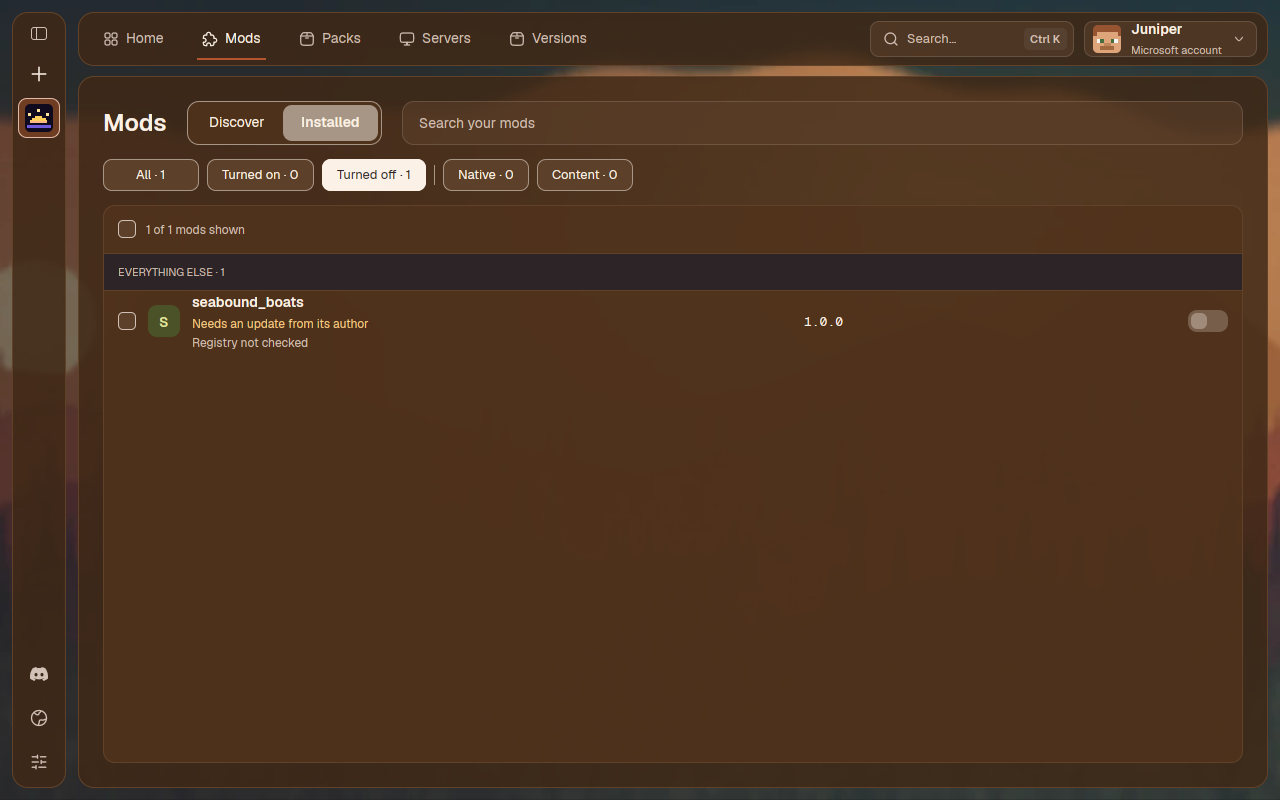 Home
Mods
Packs
Servers
Versions
Search...
Ctrl K
Juniper
Microsoft account
Mods
Discover
Installed
Search your mods
All · 1
Turned on · 0
Turned off · 1
Native · 0
Content · 0
1 of 1 mods shown
EVERYTHING ELSE · 1
S
seabound_boats
Needs an update from its author
Registry not checked
1.0.0